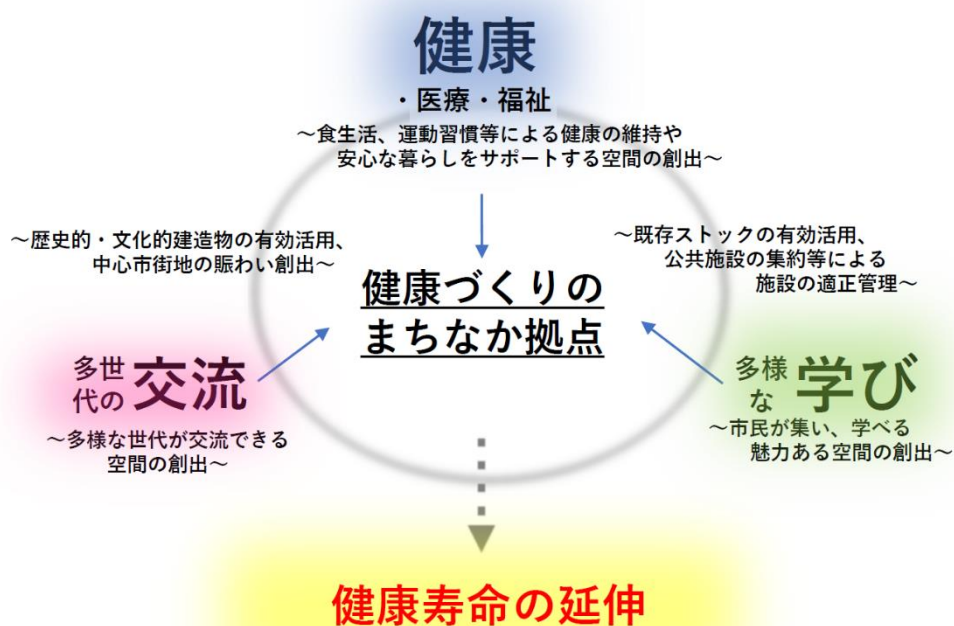 健康
・医療・福祉
～食生活、運動習慣等による健康の維持や
安心な暮らしをサポートする空間の創出～
～歴史的・文化的建造物の有効活用、
中心市街地の賑わい創出～
～既存ストックの有効活用、
公共施設の集約等による
施設の適正管理～
健康づくりの
まちなか拠点
多世代の交流
～多様な世代が交流できる
空間の創出～
多様な学び
～市民が集い、学べる
魅力ある空間の創出～
健康寿命の延伸